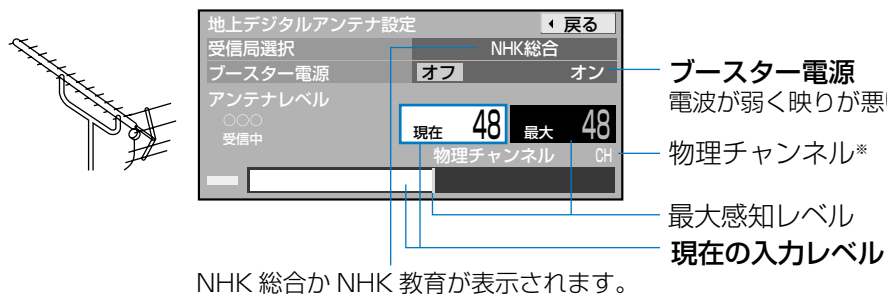 地上デジタルアンテナ設定 戻る
受信局選択 NHK総合
ブースター電源 オフ オン
アンテナレベル
○○○
受信中
現在 48 最大 48
物理チャンネル CH
ブースター電源
電波が弱く映りが悪い
物理チャンネル※
最大感知レベル
現在の入力レベル
NHK 総合か NHK 教育が表示されます。